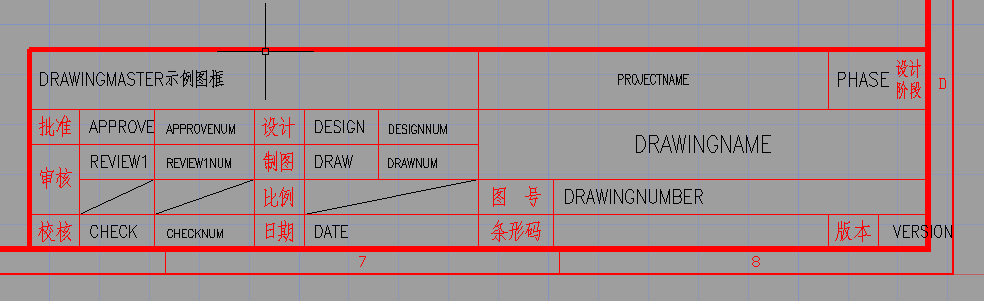 DRAWINGMASTER示例图框
PROJECTNAME
PHASE 设计阶段
D
批准 APPROVE APPROVENUM 设计 DESIGN DESIGNNUM
DRAWINGNAME
审核 REVIEW1 REVIEW1NUM 制图 DRAW DRAWNUM
比例
图 号 DRAWINGNUMBER
校核 CHECK CHECKNUM 日期 DATE
条形码
版本 VERSION
7
8